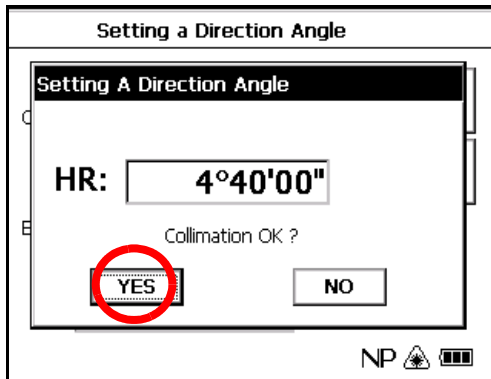 Setting a Direction Angle
Setting A Direction Angle
HR: 4°40'00"
Collimation OK ?
YES NO
NP